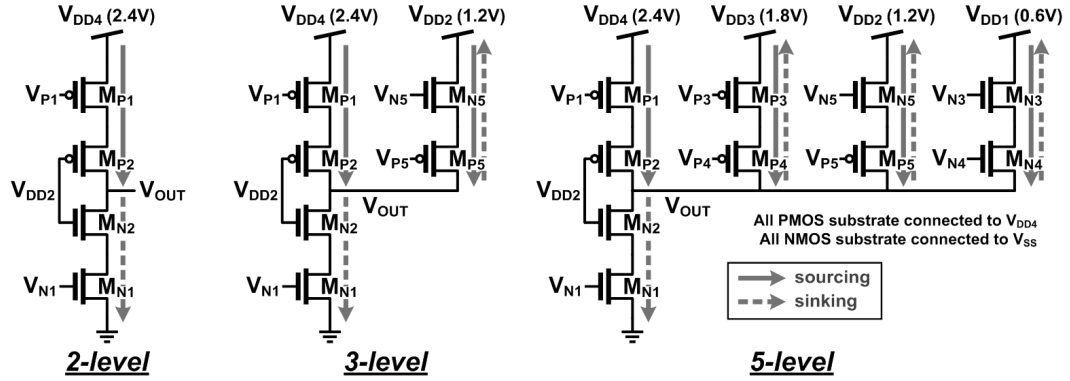 VDD4 (2.4V)
VP1
MP1
MP2
VDD2
VOUT
MN2
VN1
MN1
2-level
VDD4 (2.4V)
VDD2 (1.2V)
VP1
MP1
VN5
MN5
MP2
VP5
MP5
VDD2
VOUT
MN2
VN1
MN1
3-level
VDD4 (2.4V)
VDD3 (1.8V)
VDD2 (1.2V)
VDD1 (0.6V)
VP1
MP1
VP3
MP3
VN5
MN5
VN3
MN3
MP2
VP4
MP4
VP5
MP5
VN4
MN4
VDD2
VOUT
MN2
VN1
MN1
All PMOS substrate connected to VDD4
All NMOS substrate connected to VSS
sourcing
sinking
5-level